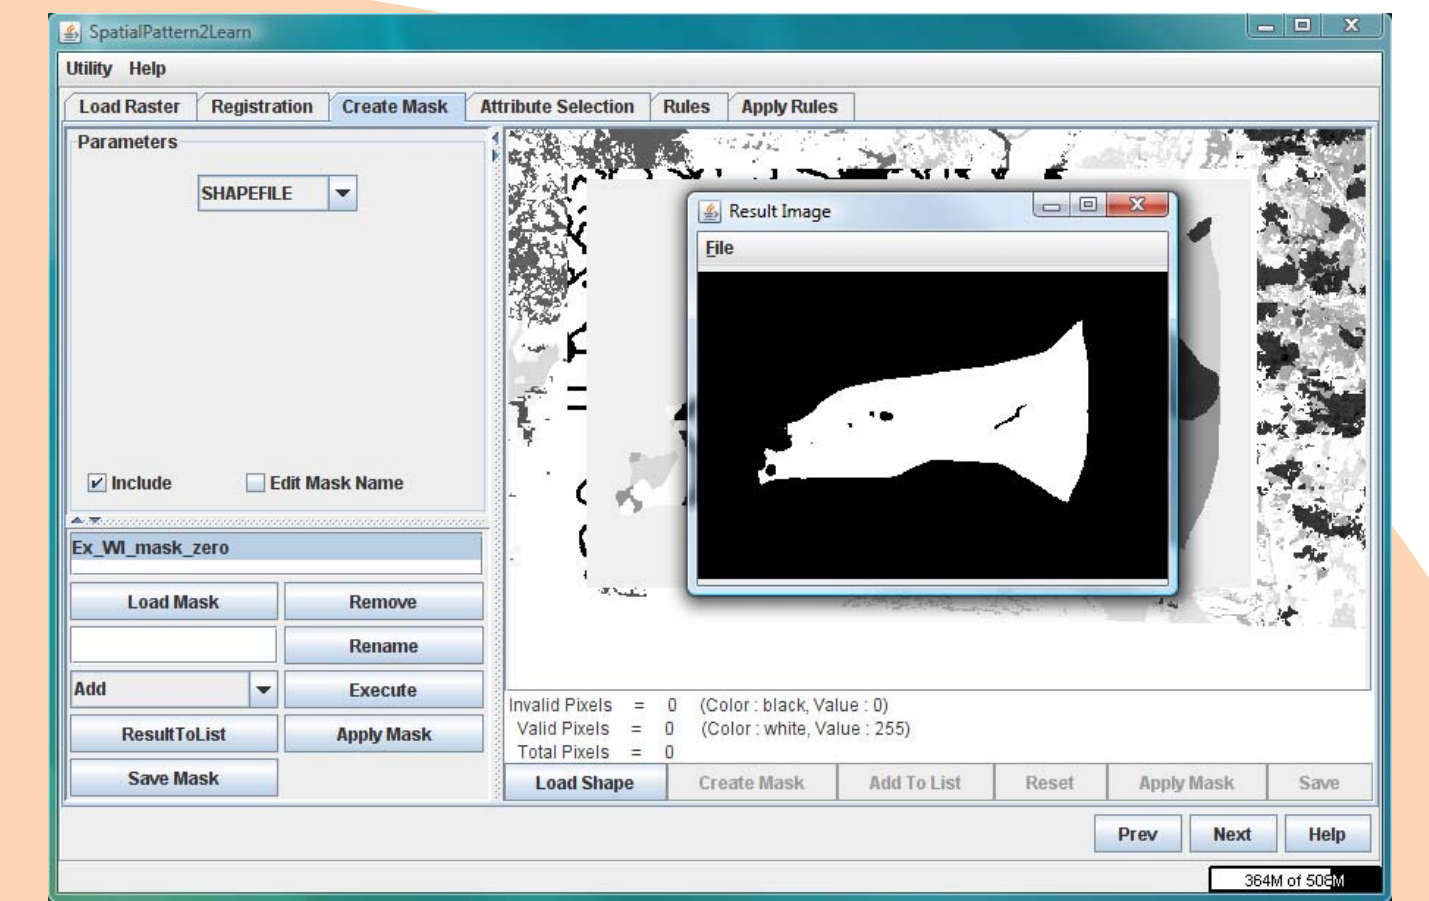 SpatialPattern2Learn
Utility Help
Load Raster Registration Create Mask Attribute Selection Rules Apply Rules
Parameters
SHAPEFILE
Result Image
File
Include Edit Mask Name
Ex_WI_mask_zero
Load Mask Remove
Rename
Add Execute
ResultToList Apply Mask
Save Mask
Invalid Pixels = 0 (Color : black, Value : 0)
Valid Pixels = 0 (Color : white, Value : 255)
Total Pixels = 0
Load Shape Create Mask Add To List Reset Apply Mask Save
Prev Next Help
364M of 508M